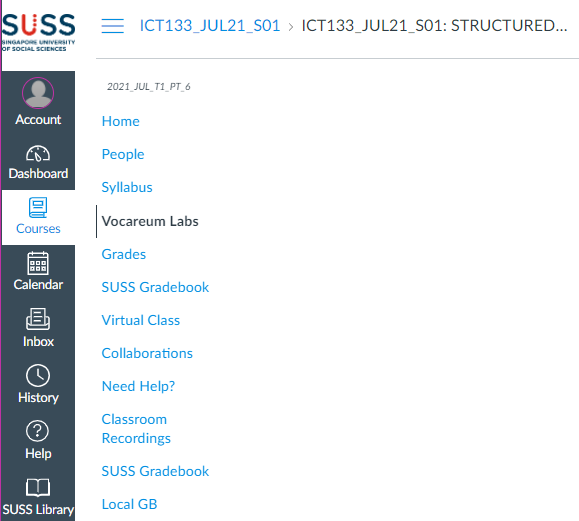 SUSS
SINGAPORE UNIVERSITY
OF SOCIAL SCIENCES
ICT133_JUL21_S01 › ICT133_JUL21_S01: STRUCTURED...
2021_JUL_T1_PT_6
Account
Dashboard
Courses
Calendar
Inbox
History
Help
SUSS Library
Home
People
Syllabus
Vocareum Labs
Grades
SUSS Gradebook
Virtual Class
Collaborations
Need Help?
Classroom
Recordings
SUSS Gradebook
Local GB